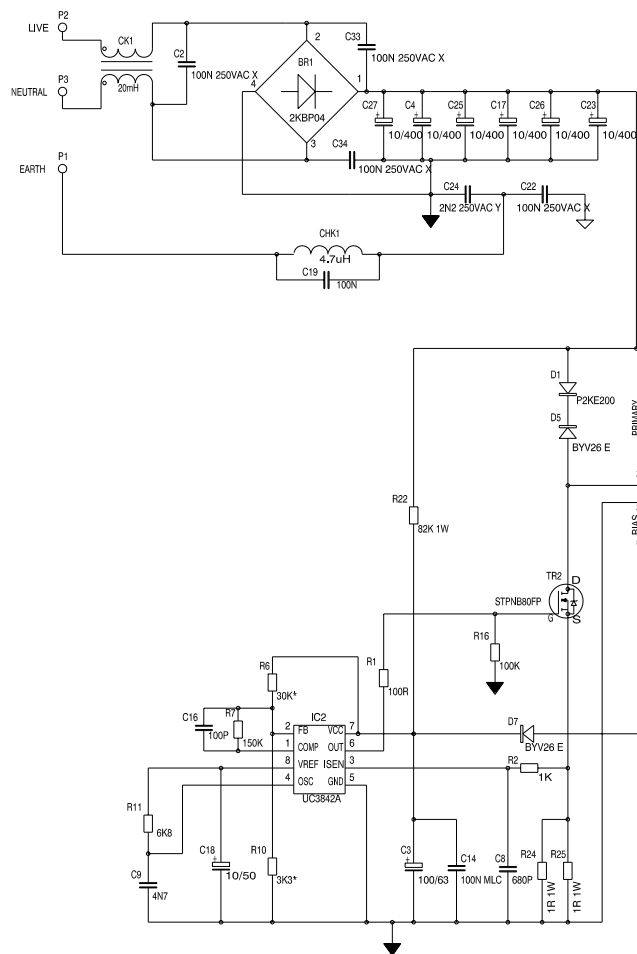 P2
LIVE
CK1
20mH
C2
100N 250VAC X
P3
NEUTRAL
2
BR1
2KBP04
4
1
3
C33
100N 250VAC X
C27
10/400
C4
10/400
C25
10/400
C17
10/400
C26
10/400
C23
10/400
P1
EARTH
C34
100N 250VAC X
C24
2N2 250VAC Y
C22
100N 250VAC X
CHK1
4.7uH
C19
100N
D1
P2KE200
D5
BYV26 E
PRIMARY
BIAS
R22
82K 1W
TR2
D
STPNB80FP
G
S
R16
100K
R6
30K*
R1
100R
C16
100P
R7
150K
IC2
2
FB
VCC
7
1
COMP
OUT
6
8
VREF
ISEN
3
4
OSC
GND
5
UC3842A
D7
BYV26 E
R2
1K
R11
6K8
C9
4N7
C18
10/50
R10
3K3*
C3
100/63
C14
100N MLC
C8
680P
R24
1R 1W
R25
1R 1W